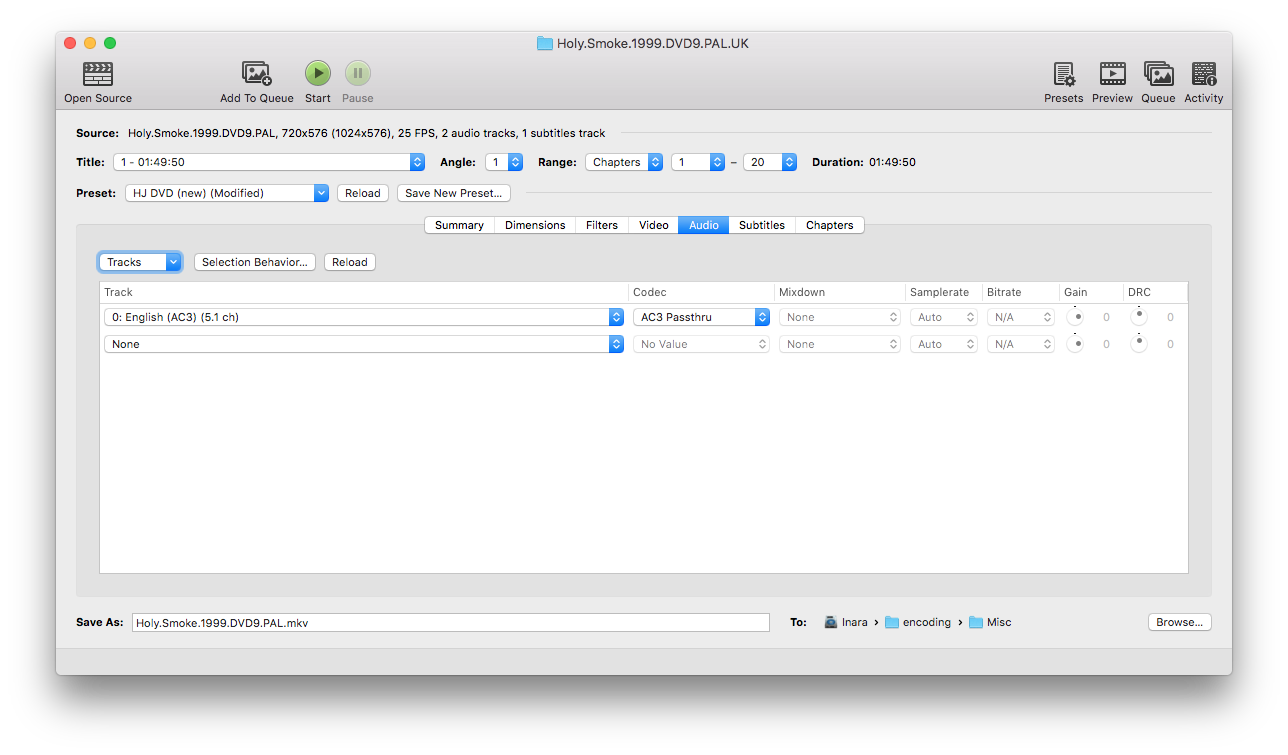 Holy.Smoke.1999.DVD9.PAL.UK
Open Source Add To Queue Start Pause Presets Preview Queue Activity
Source: Holy.Smoke.1999.DVD9.PAL, 720x576 (1024x576), 25 FPS, 2 audio tracks, 1 subtitles track
Title: 1 - 01:49:50 Angle: 1 Range: Chapters 1 – 20 Duration: 01:49:50
Preset: HJ DVD (new) (Modified) Reload Save New Preset...
Summary Dimensions Filters Video Audio Subtitles Chapters
Tracks Selection Behavior... Reload
Track Codec Mixdown Samplerate Bitrate Gain DRC
0: English (AC3) (5.1 ch) AC3 Passthru None Auto N/A 0 0
None No Value None Auto N/A 0 0
Save As: Holy.Smoke.1999.DVD9.PAL.mkv To: Inara › encoding › Misc Browse...